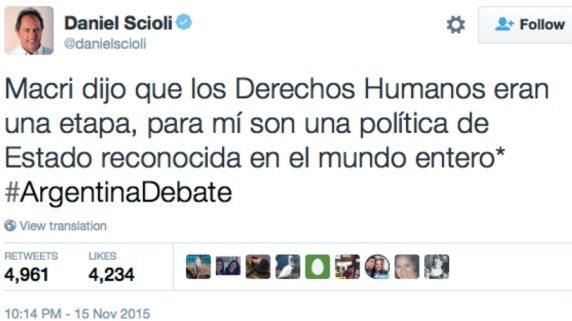 Daniel Scioli
@danielscioli
Follow
Macri dijo que los Derechos Humanos eran
una etapa, para mí son una política de
Estado reconocida en el mundo entero*
#ArgentinaDebate
View translation
RETWEETS LIKES
4,961 4,234
10:14 PM - 15 Nov 2015